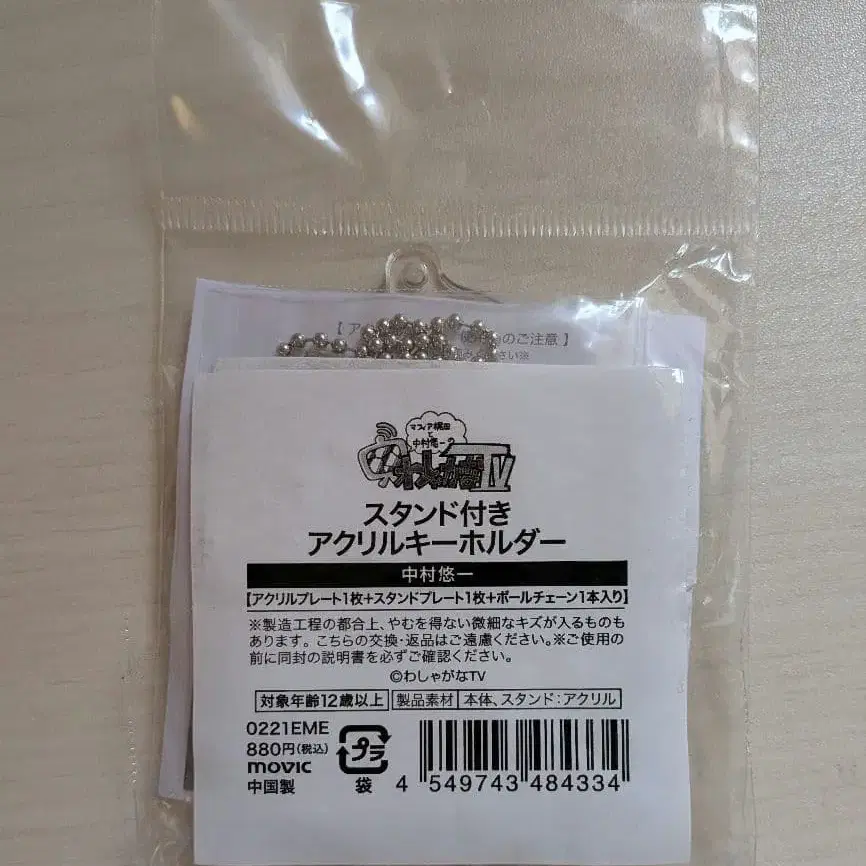 【ア のご注意】
さい※
マフィア梶田
と
中村悠一の
わしゃがなTV
スタンド付き
アクリルキーホルダー
中村悠一
【アクリルプレート1枚+スタンドプレート1枚+ボールチェーン1本入り】
※製造工程の都合上、やむを得ない微細なキズが入るものも
あります。こちらの交換・返品はご遠慮ください。※ご使用の
前に同封の説明書を必ずご確認ください。
©わしゃがなTV
対象年齢12歳以上 製品素材 本体、スタンド:アクリル
0221EME
880円(税込)
movic
中国製
プラ
袋
4 549743 484334